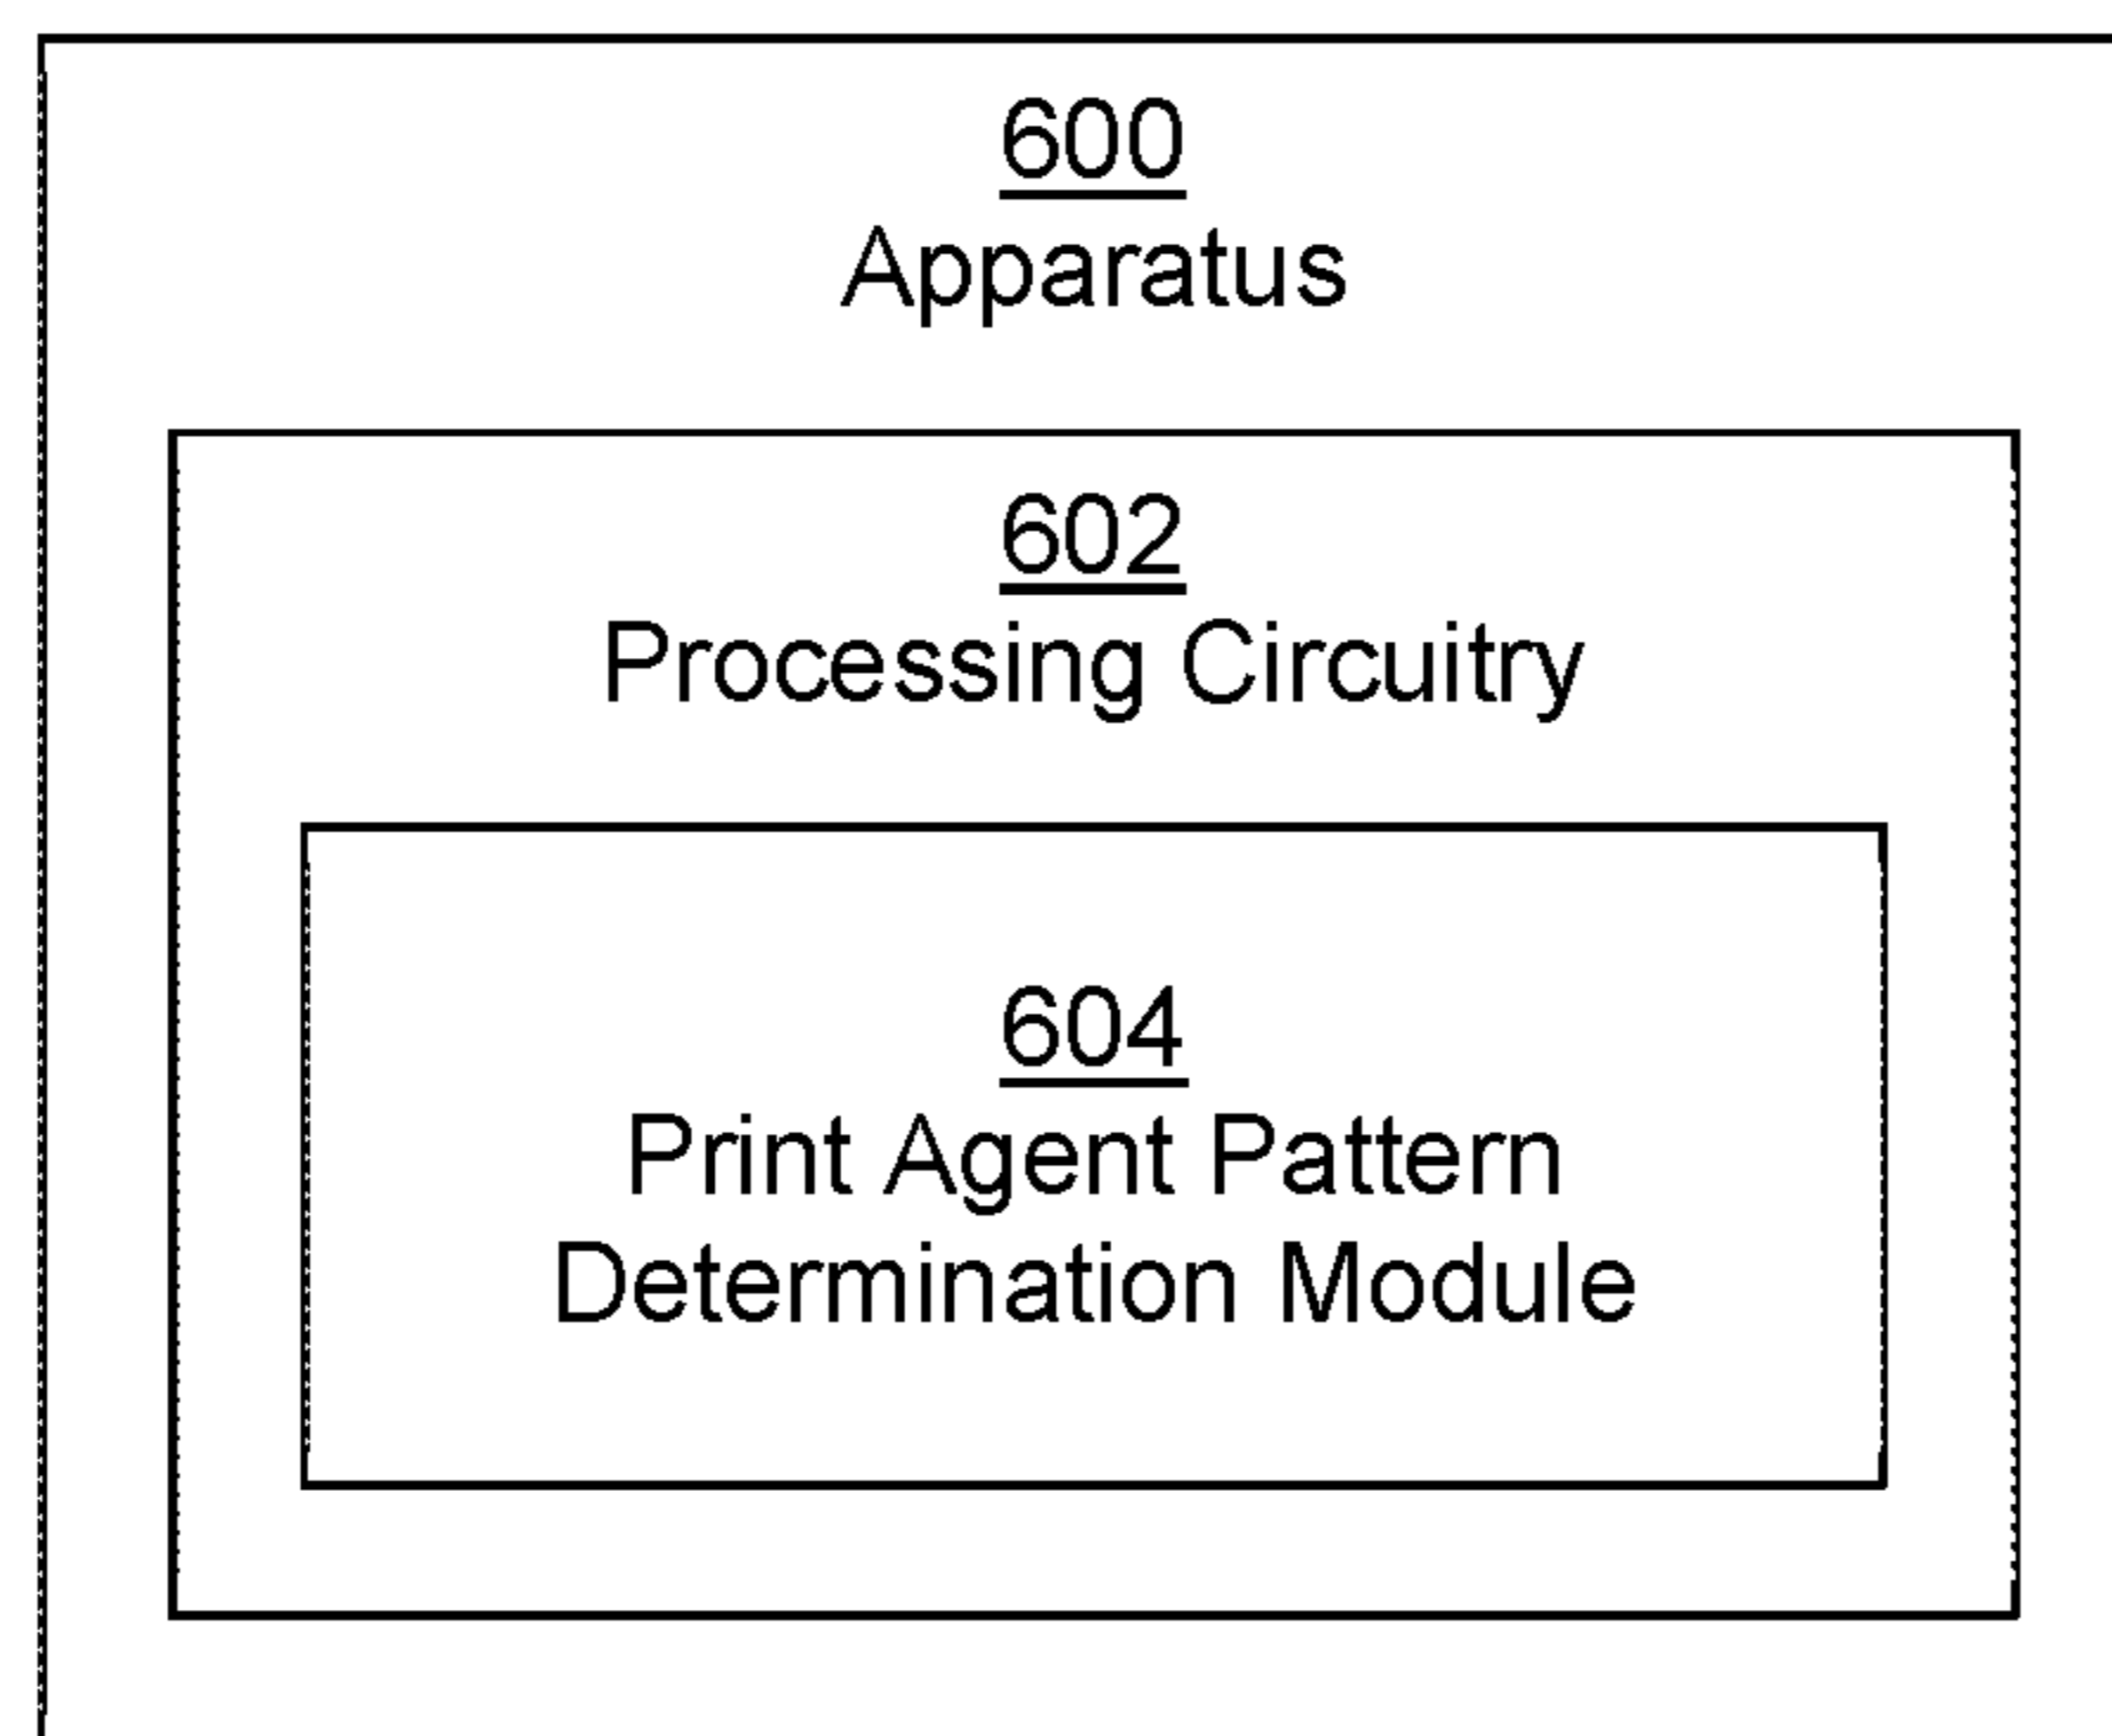 600
Apparatus
602
Processing Circuitry
604
Print Agent Pattern
Determination Module